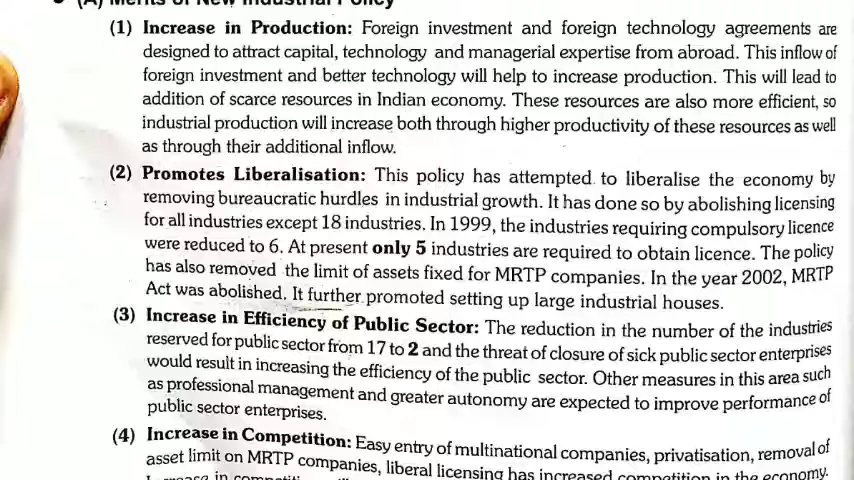 (A) Merits of New Industrial Policy
(1) Increase in Production: Foreign investment and foreign technology agreements are
designed to attract capital, technology and managerial expertise from abroad. This inflow of
foreign investment and better technology will help to increase production. This will lead to
addition of scarce resources in Indian economy. These resources are also more efficient, so
industrial production will increase both through higher productivity of these resources as well
as through their additional inflow.
(2) Promotes Liberalisation: This policy has attempted to liberalise the economy by
removing bureaucratic hurdles in industrial growth. It has done so by abolishing licensing
for all industries except 18 industries. In 1999, the industries requiring compulsory licence
were reduced to 6. At present only 5 industries are required to obtain licence. The policy
has also removed the limit of assets fixed for MRTP companies. In the year 2002, MRTP
Act was abolished. It further promoted setting up large industrial houses.
(3) Increase in Efficiency of Public Sector: The reduction in the number of the industries
reserved for public sector from 17 to 2 and the threat of closure of sick public sector enterprises
would result in increasing the efficiency of the public sector. Other measures in this area such
as professional management and greater autonomy are expected to improve performance of
public sector enterprises.
(4) Increase in Competition: Easy entry of multinational companies, privatisation, removal of
asset limit on MRTP companies, liberal licensing has increased competition in the economy.